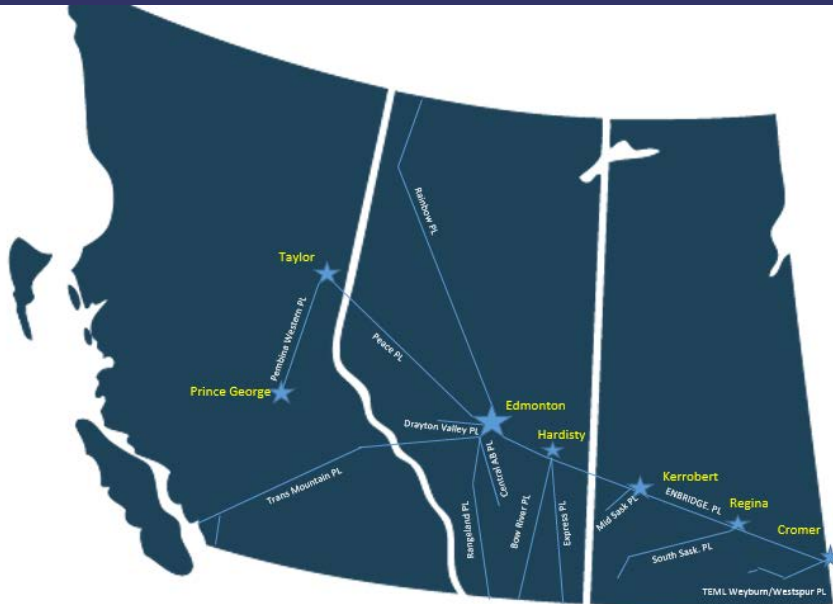 Rainbow PL
Taylor
Pembina Western PL
Peace PL
Prince George
Edmonton
Drayton Valley PL
Hardisty
Central AB PL
Trans Mountain PL
Kerrobert
ENBRIDGE. PL
Mid Sask PL
Regina
Rangeland PL
Bow River PL
Express PL
Cromer
South Sask. PL
TEML Weyburn/Westspur PL